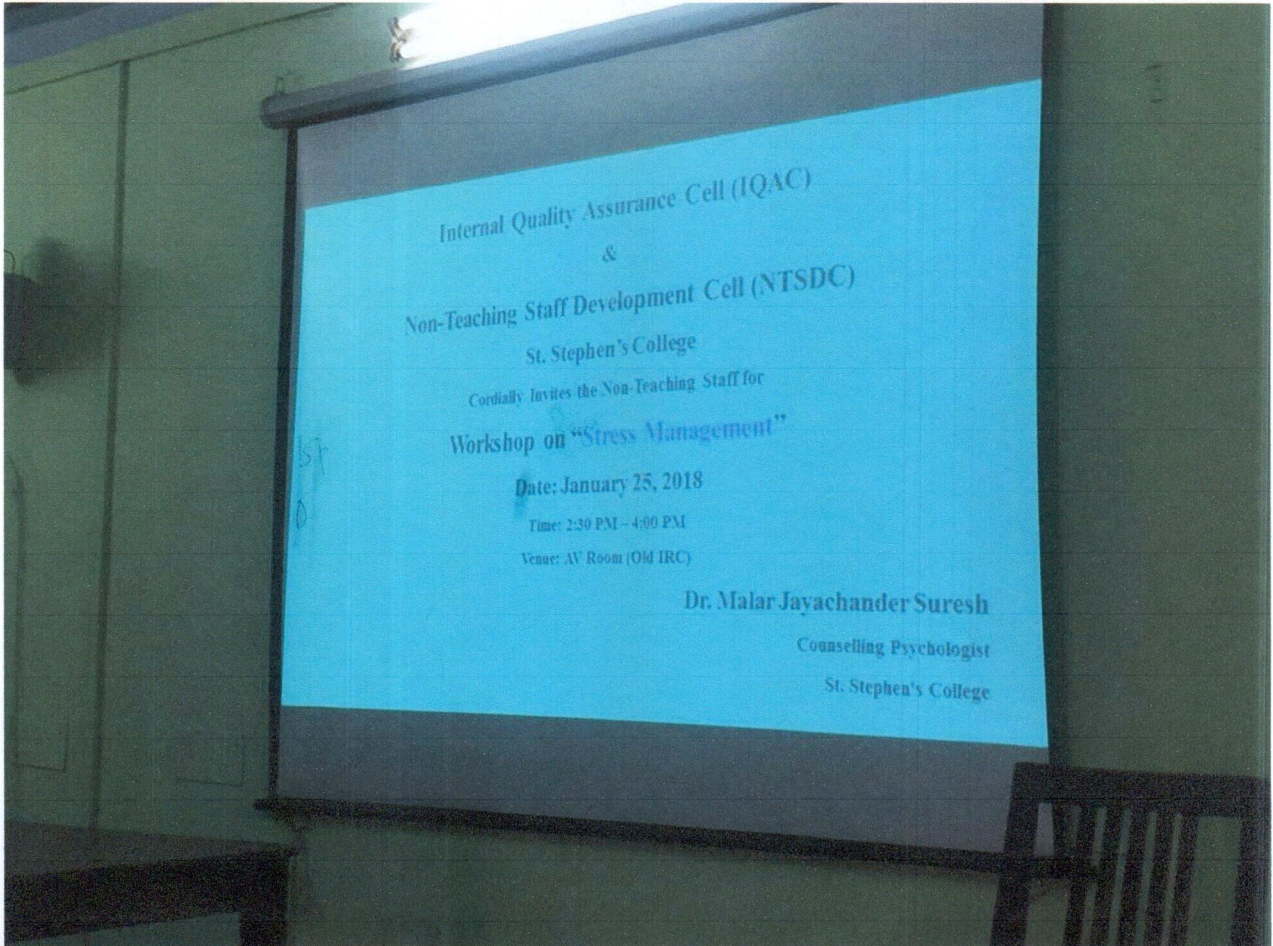 Internal Quality Assurance Cell (IQAC)
&
Non-Teaching Staff Development Cell (NTSDC)
St. Stephen's College
Cordially Invites the Non-Teaching Staff for
Workshop on “Stress Management”
Date: January 25, 2018
Time: 2:30 PM – 4:00 PM
Venue: AV Room (Old IRC)
Dr. Malar Jayachander Suresh
Counselling Psychologist
St. Stephen's College